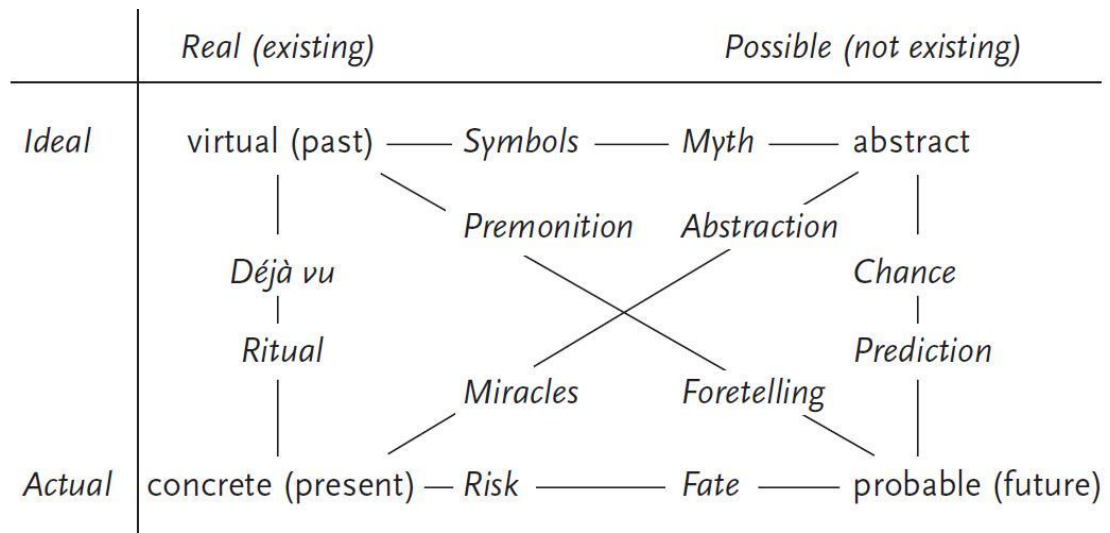 Real (existing) Possible (not existing)
Ideal virtual (past) Symbols Myth abstract
Premonition Abstraction
Déjà vu Chance
Ritual Prediction
Miracles Foretelling
Actual concrete (present) Risk Fate probable (future)